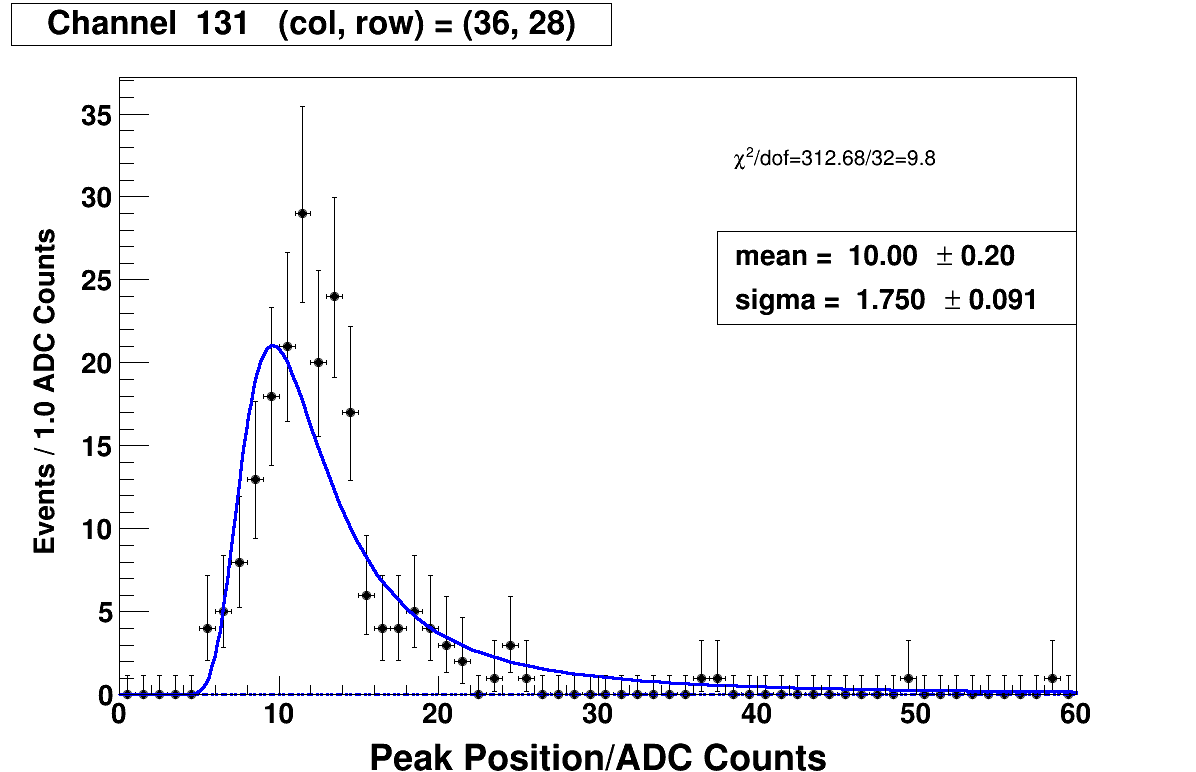 Channel 131 (col, row) = (36, 28)
35
30
25
20
15
10
5
0
Events / 1.0 ADC Counts
χ²/dof=312.68/32=9.8
mean = 10.00 ± 0.20
sigma = 1.750 ± 0.091
0 10 20 30 40 50 60
Peak Position/ADC Counts